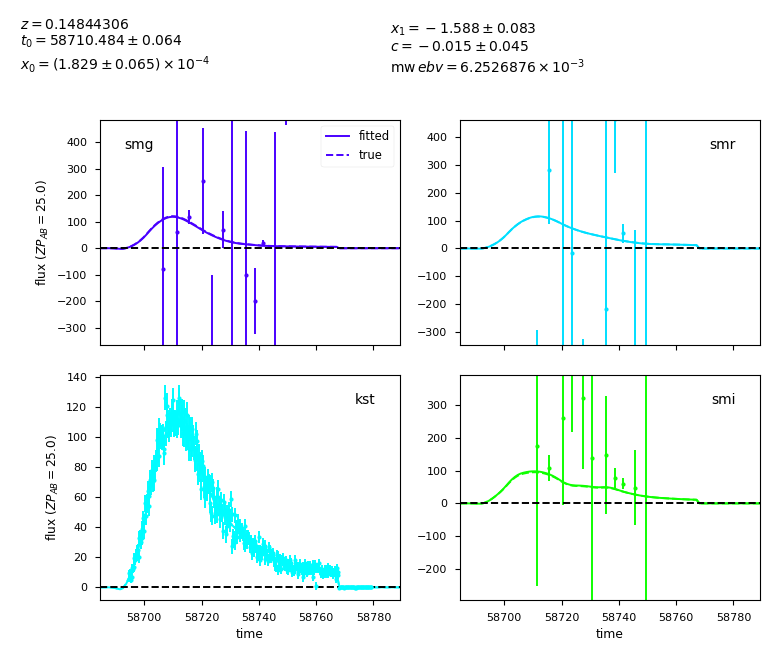 z = 0.14844306
t₀ = 58710.484 ± 0.064
x₀ = (1.829 ± 0.065) × 10⁻⁴
x₁ = −1.588 ± 0.083
c = −0.015 ± 0.045
mw ebv = 6.2526876 × 10⁻³
smg
fitted
true
400
300
200
100
0
−100
−200
−300
flux (ZP_AB = 25.0)
smr
400
300
200
100
0
−100
−200
−300
kst
140
120
100
80
60
40
20
0
flux (ZP_AB = 25.0)
58700 58720 58740 58760 58780
time
smi
300
200
100
0
−100
−200
58700 58720 58740 58760 58780
time